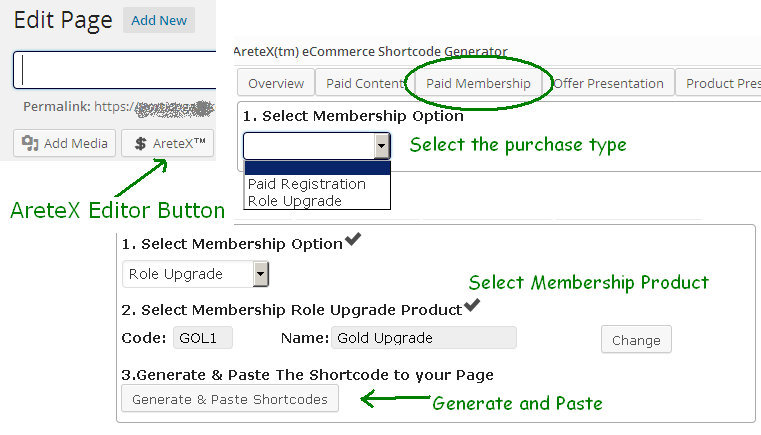 Edit Page Add New
Permalink: https:/
Add Media $ AreteX™
AreteX Editor Button
AreteX(tm) eCommerce Shortcode Generator
Overview Paid Content Paid Membership Offer Presentation Product Pres
1. Select Membership Option
Select the purchase type
Paid Registration
Role Upgrade
1. Select Membership Option
Role Upgrade
Select Membership Product
2. Select Membership Role Upgrade Product
Code: GOL1 Name: Gold Upgrade Change
3.Generate & Paste The Shortcode to your Page
Generate & Paste Shortcodes
Generate and Paste